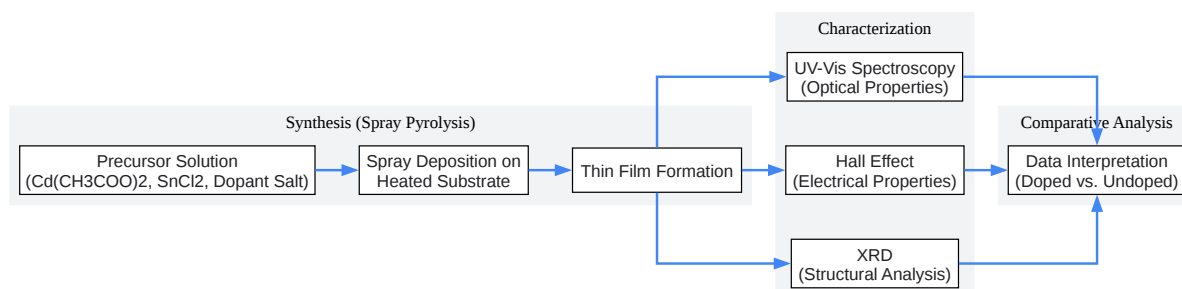 Characterization
UV-Vis Spectroscopy
(Optical Properties)
Synthesis (Spray Pyrolysis)
Comparative Analysis
Precursor Solution
(Cd(CH3COO)2, SnCl2, Dopant Salt)
Spray Deposition on
Heated Substrate
Thin Film Formation
Hall Effect
(Electrical Properties)
Data Interpretation
(Doped vs. Undoped)
XRD
(Structural Analysis)